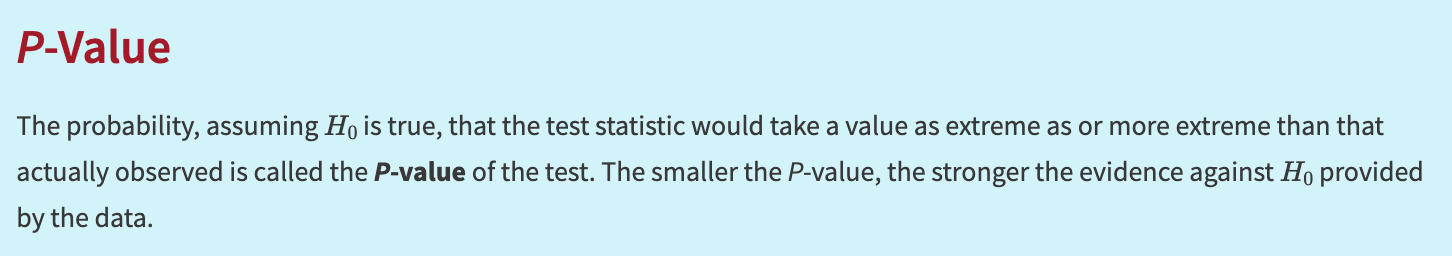 P-Value
The probability, assuming H₀ is true, that the test statistic would take a value as extreme as or more extreme than that
actually observed is called the P-value of the test. The smaller the P-value, the stronger the evidence against H₀ provided
by the data.